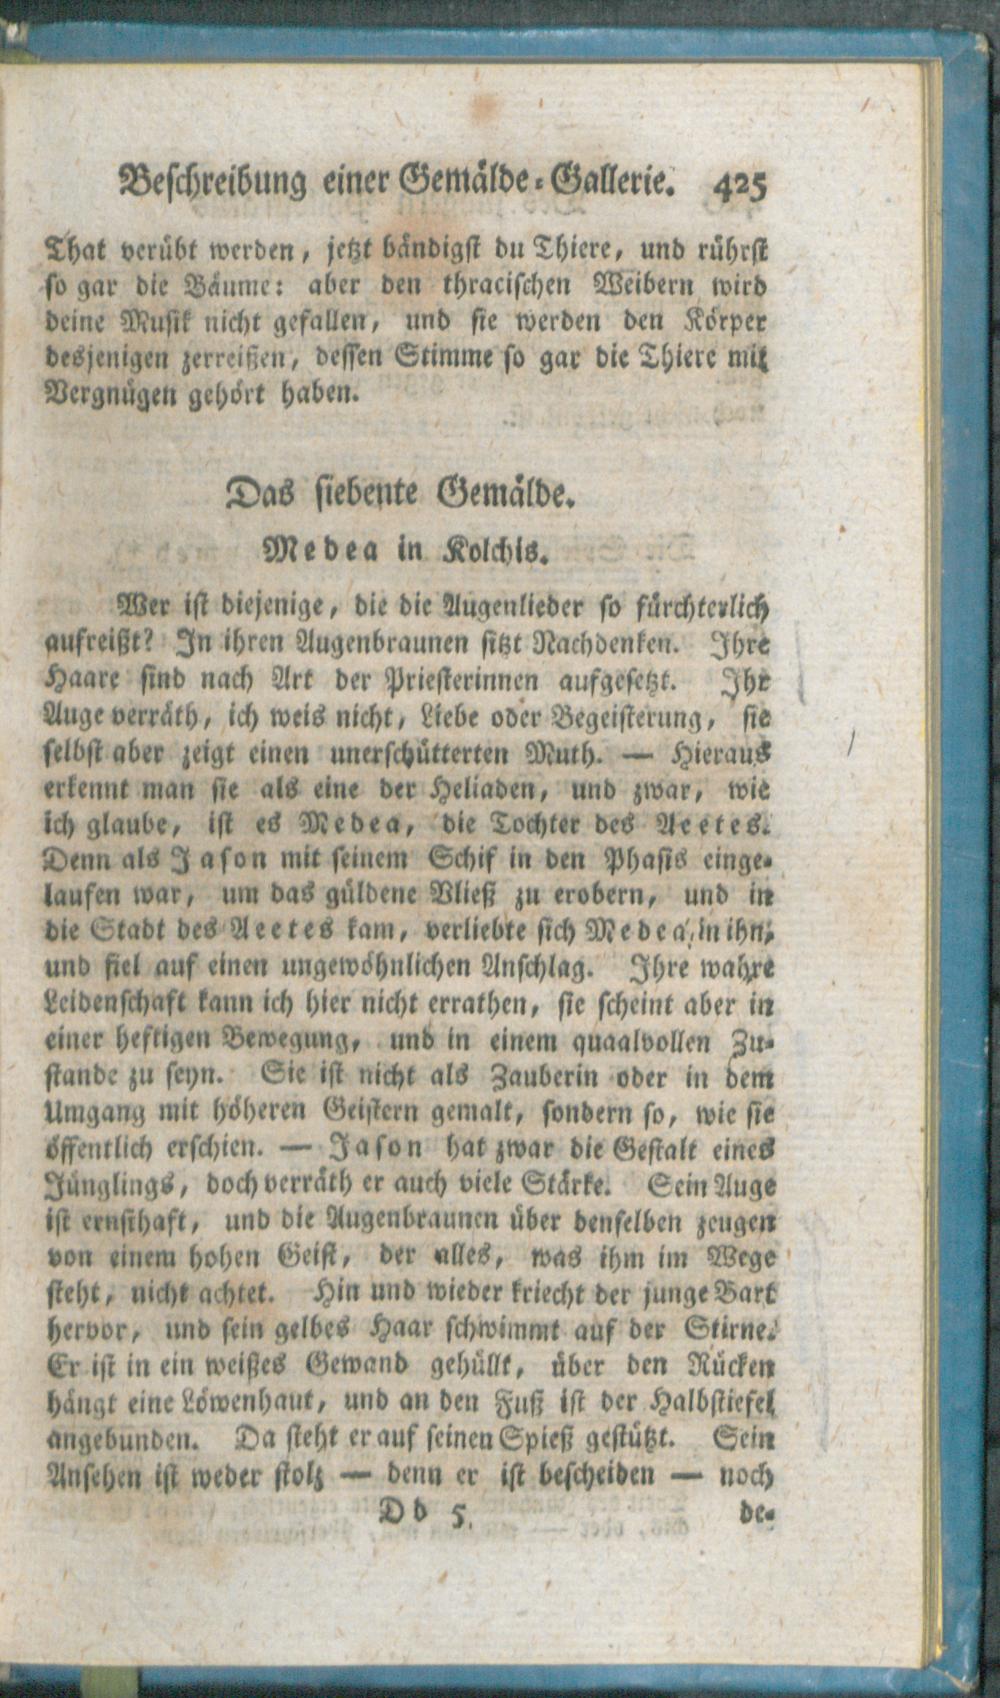 Beschreibung einer Gemälde-Gallerie. 425
That verübt werden, jetzt bändigst du Thiere, und rührst
so gar die Bäume: aber den thracischen Weibern wird
deine Musik nicht gefallen, und sie werden den Körper
desjenigen zerreißen, dessen Stimme so gar die Thiere mit
Vergnügen gehört haben.
Das siebente Gemälde.
Medea in Kolchis.
Wer ist diejenige, die die Augenlieder so fürchterlich
aufreißt? In ihren Augenbraunen sitzt Nachdenken. Ihre
Haare sind nach Art der Priesterinnen aufgesetzt. Ihr
Auge verräth, ich weis nicht, Liebe oder Begeisterung, sie
selbst aber zeigt einen unerschütterten Muth. — Hieraus
erkennt man sie als eine der Heliaden, und zwar, wie
ich glaube, ist es Medea, die Tochter des Aeetes.
Denn als Jason mit seinem Schif in den Phasis einge-
laufen war, um das güldene Vließ zu erobern, und in
die Stadt des Aeetes kam, verliebte sich Medea in ihn,
und fiel auf einen ungewöhnlichen Anschlag. Ihre wahre
Leidenschaft kann ich hier nicht errathen, sie scheint aber in
einer heftigen Bewegung, und in einem quaalvollen Zu-
stande zu seyn. Sie ist nicht als Zauberin oder in dem
Umgang mit höheren Geistern gemalt, sondern so, wie sie
öffentlich erschien. — Jason hat zwar die Gestalt eines
Jünglings, doch verräth er auch viele Stärke. Sein Auge
ist ernsthaft, und die Augenbraunen über denselben zeugen
von einem hohen Geist, der alles, was ihm im Wege
steht, nicht achtet. Hin und wieder kriecht der junge Bart
hervor, und sein gelbes Haar schwimmt auf der Stirne.
Er ist in ein weißes Gewand gehüllt, über den Rücken
hängt eine Löwenhaut, und an den Fuß ist der Halbstiefel
angebunden. Da steht er auf seinen Spieß gestützt. Sein
Ansehen ist weder stolz — denn er ist bescheiden — noch
Dd 5 de-